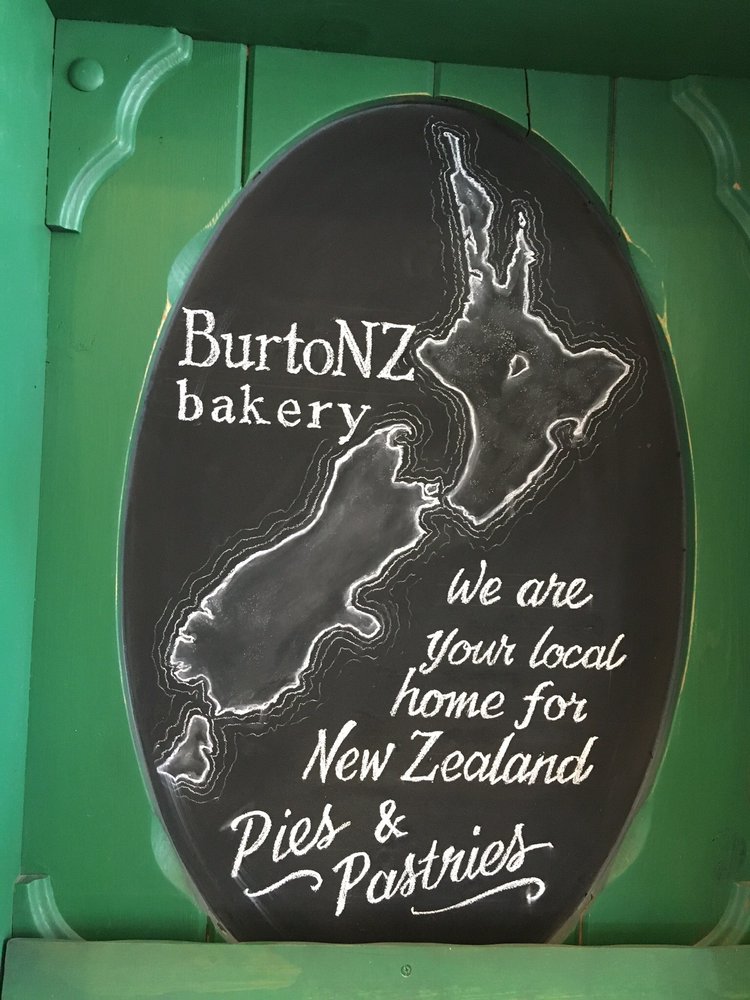 BurtoNZ
bakery
We are
your local
home for
New Zealand
Pies &
Pastries